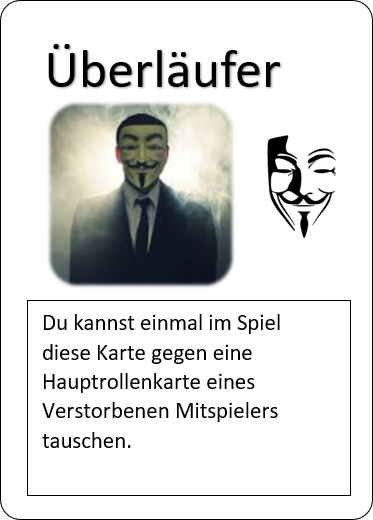 Überläufer
Du kannst einmal im Spiel
diese Karte gegen eine
Hauptrollenkarte eines
Verstorbenen Mitspielers
tauschen.